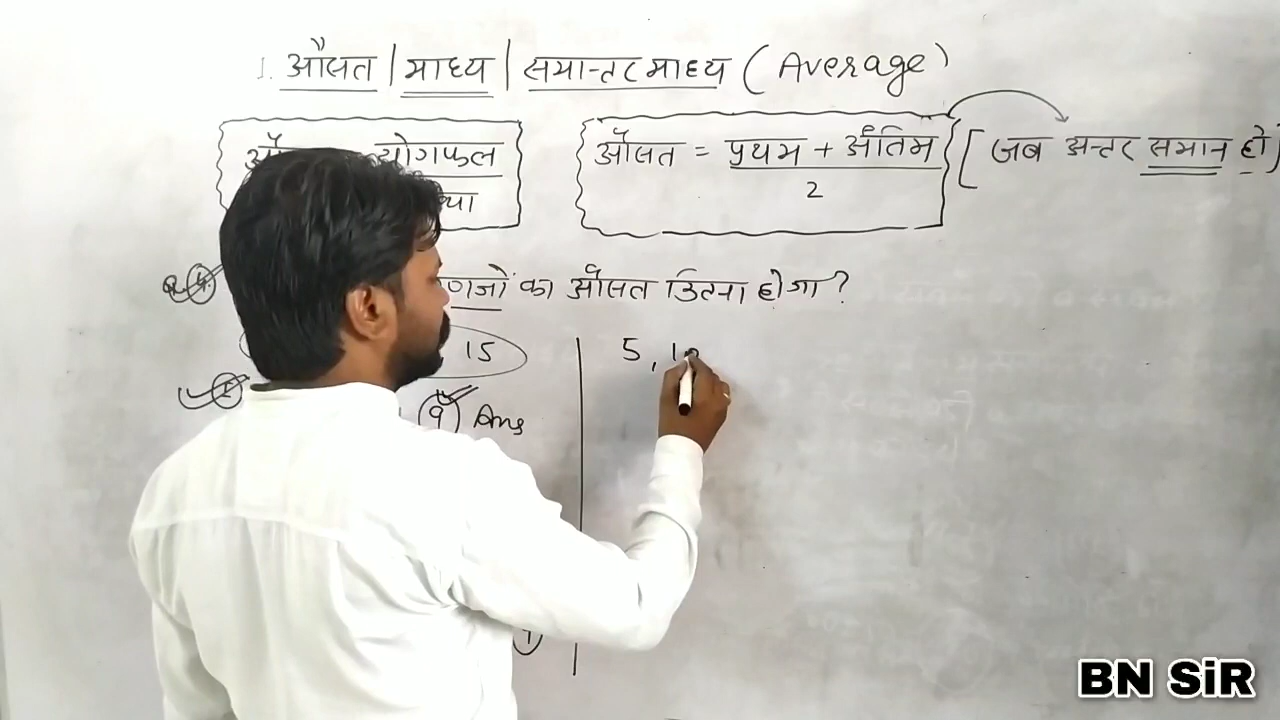 1. औसत | माध्य | समान्तर माध्य ( Average )
योगफल
औसत = प्रथम + अंतिम / 2 [ जब अन्तर समान हो ]
का औसत कितना होगा ?
15 5, 10
9 Ans
BN SiR